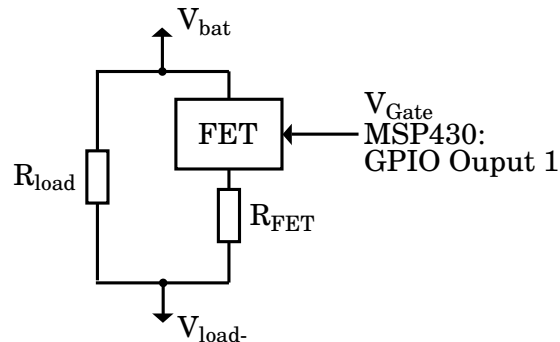 Vbat
VGate
MSP430:
GPIO Ouput 1
FET
Rload
RFET
Vload-